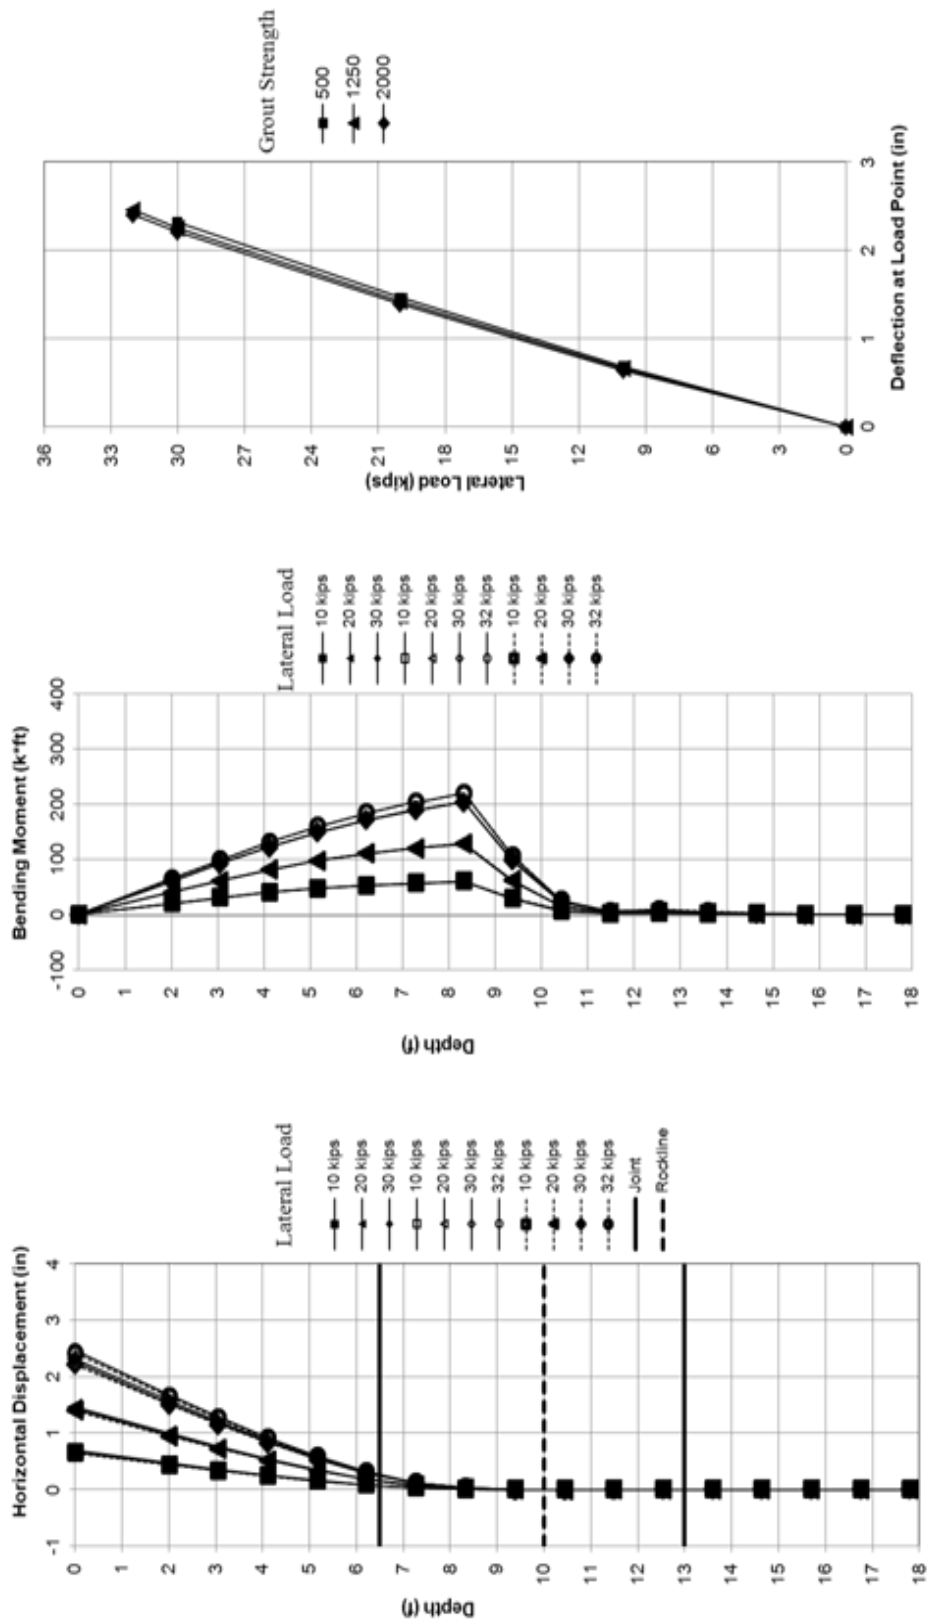 Horizontal Displacement (in)
-1 0 1 2 3 4
0
1
2
3
4
5
6
7
8
9
10
11
12
13
14
15
16
17
18
Depth (f)
Lateral Load
10 kips
20 kips
30 kips
10 kips
20 kips
30 kips
32 kips
10 kips
20 kips
30 kips
32 kips
Joint
Rockline
Bending Moment (k*ft)
-100 0 100 200 300 400
0
1
2
3
4
5
6
7
8
9
10
11
12
13
14
15
16
17
18
Depth (f)
Lateral Load
10 kips
20 kips
30 kips
10 kips
20 kips
30 kips
32 kips
10 kips
20 kips
30 kips
32 kips
36
33
30
27
24
21
18
15
12
9
6
3
0
Lateral Load (kips)
0 1 2 3
Deflection at Load Point (in)
Grout Strength
500
1250
2000